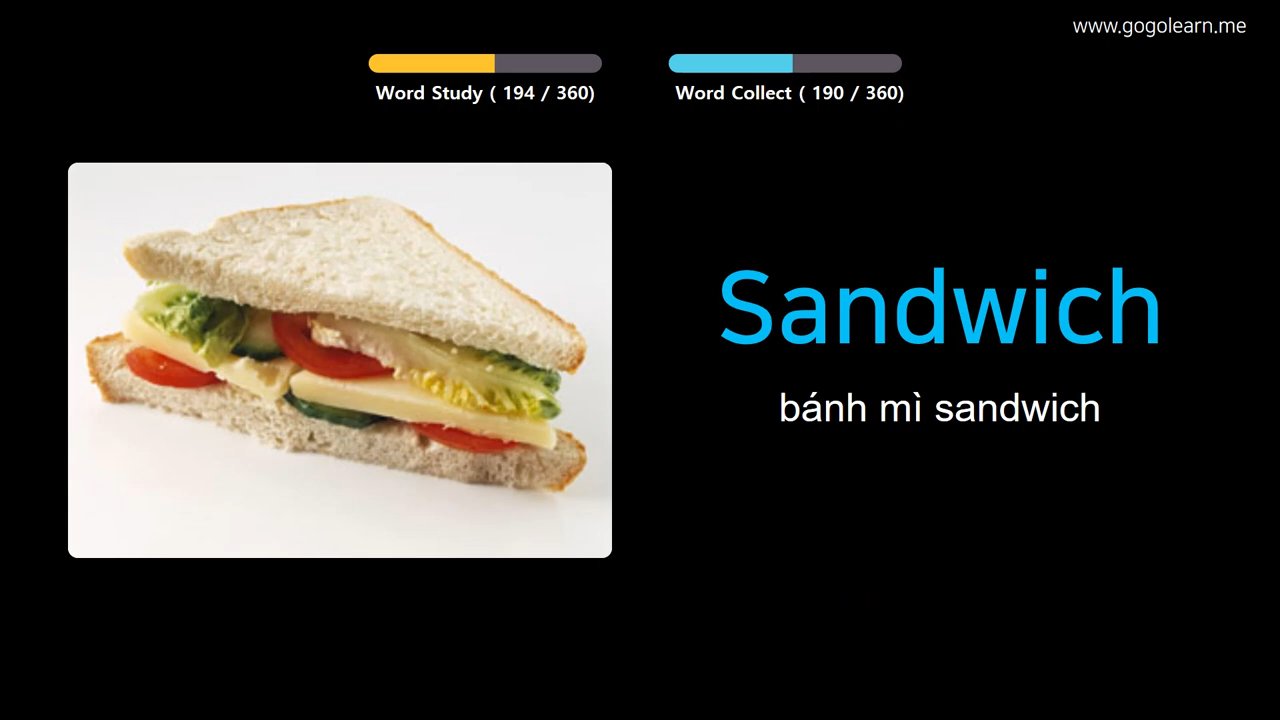 www.gogolearn.me
Word Study ( 194 / 360)
Word Collect ( 190 / 360)
Sandwich
bánh mì sandwich